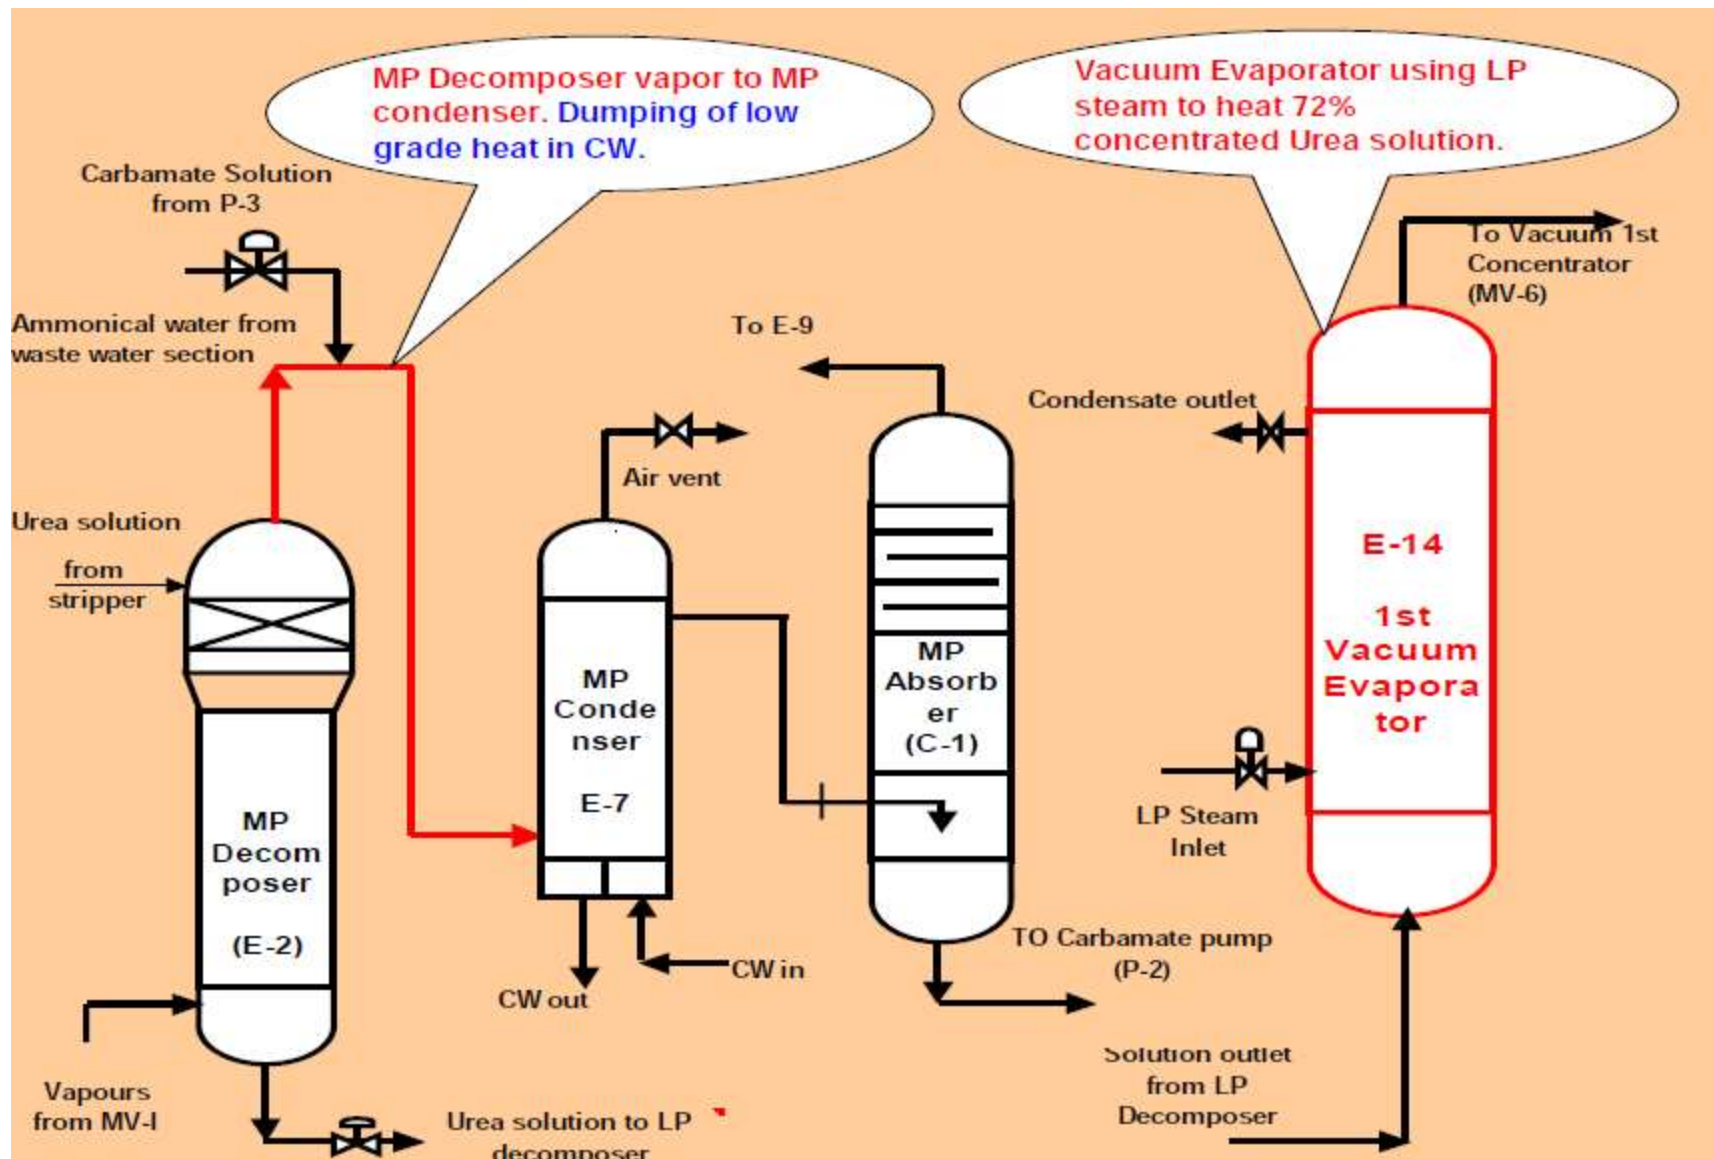 MP Decomposer vapor to MP
condenser. Dumping of low
grade heat in CW.
Vacuum Evaporator using LP
steam to heat 72%
concentrated Urea solution.
Carbamate Solution
from P-3
To Vacuum 1st
Concentrator
(MV-6)
Ammonical water from
waste water section
To E-9
Condensate outlet
Air vent
Urea solution
from
stripper
E-14
1st
Vacuum
Evapora
tor
MP
Absorb
er
(C-1)
MP
Conde
nser
E-7
MP
Decom
poser
(E-2)
LP Steam
Inlet
TO Carbamate pump
(P-2)
CW in
CW out
Solution outlet
from LP
Decomposer
Vapours
from MV-I
Urea solution to LP
decomposer